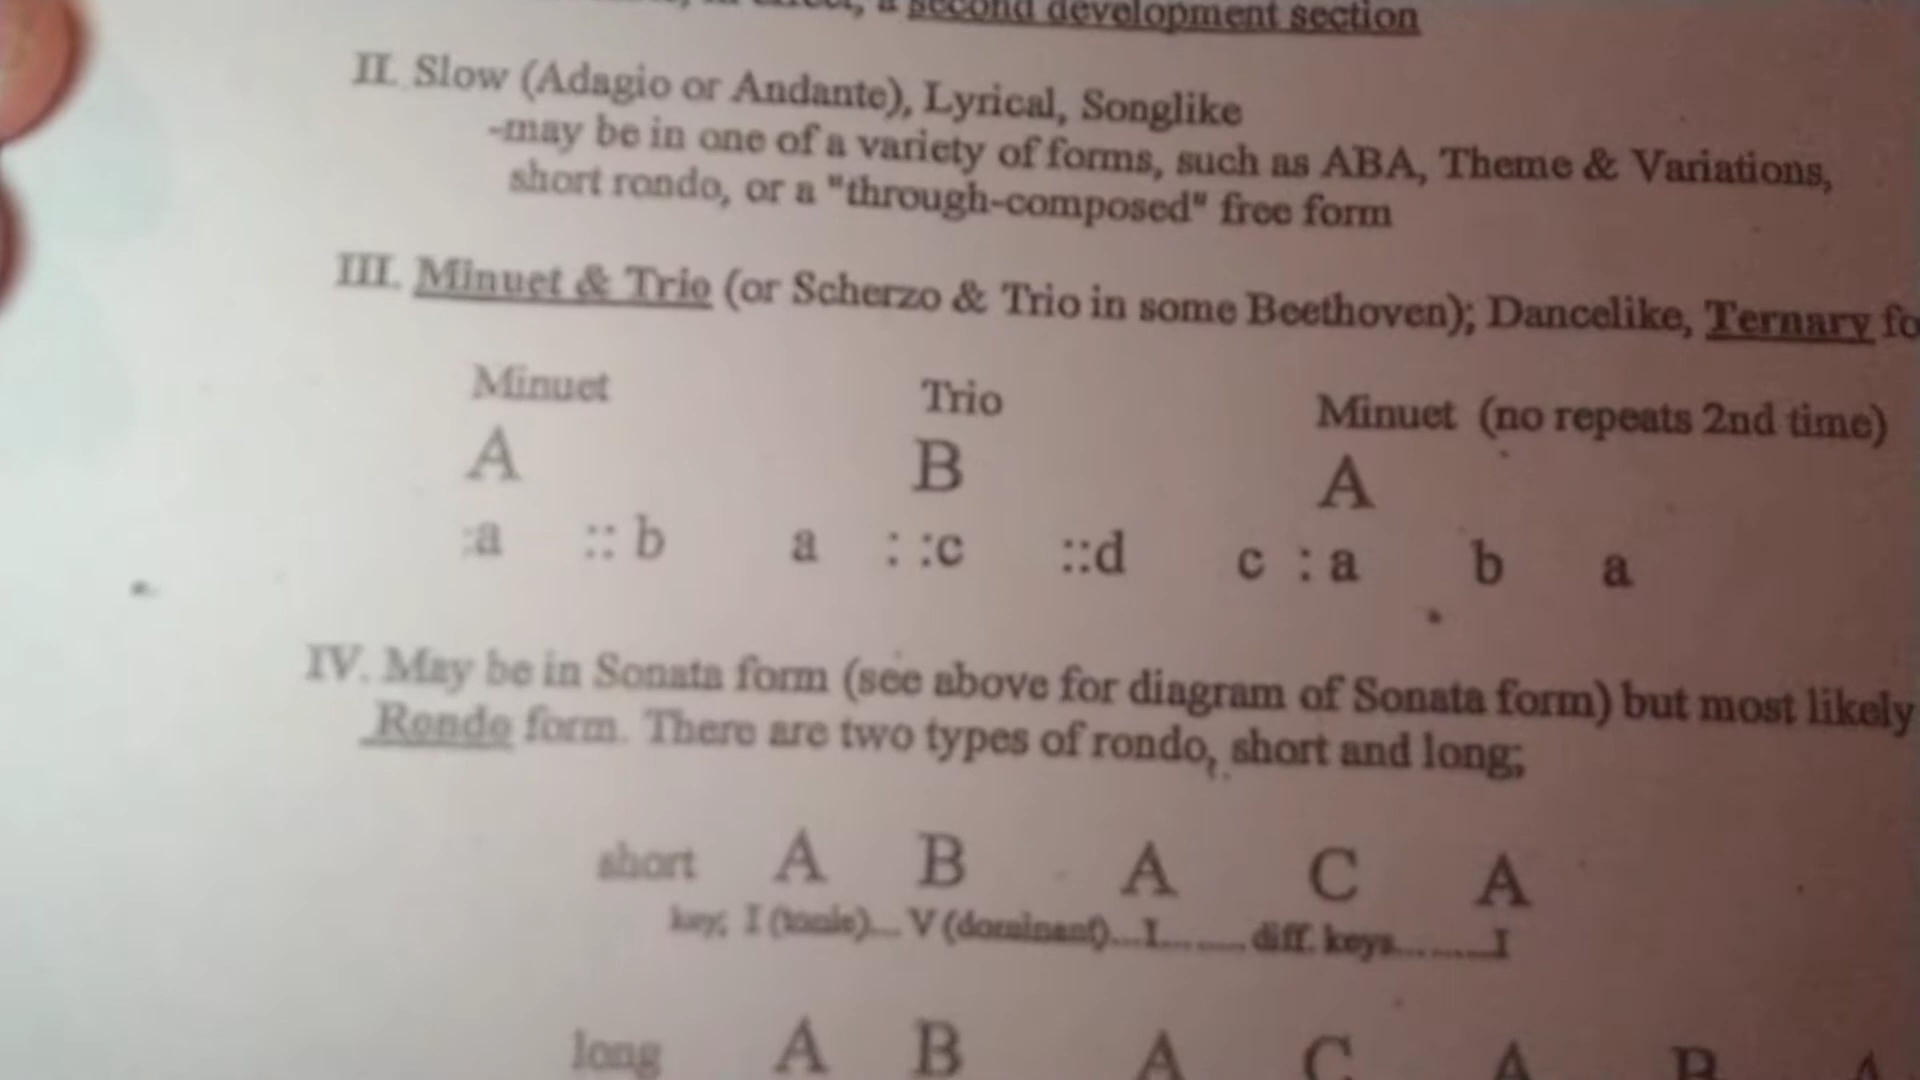 a second development section
II. Slow (Adagio or Andante), Lyrical, Songlike
-may be in one of a variety of forms, such as ABA, Theme & Variations,
short rondo, or a "through-composed" free form
III. Minuet & Trio (or Scherzo & Trio in some Beethoven); Dancelike, Ternary fo
Minuet Trio Minuet (no repeats 2nd time)
A B A
:a :: b a : :c ::d c : a b a
IV. May be in Sonata form (see above for diagram of Sonata form) but most likely
Rondo form. There are two types of rondo, short and long;
short A B A C A
key; I (tonic)... V (dominant)...I......... diff. keys..........I
long A B A C A B A